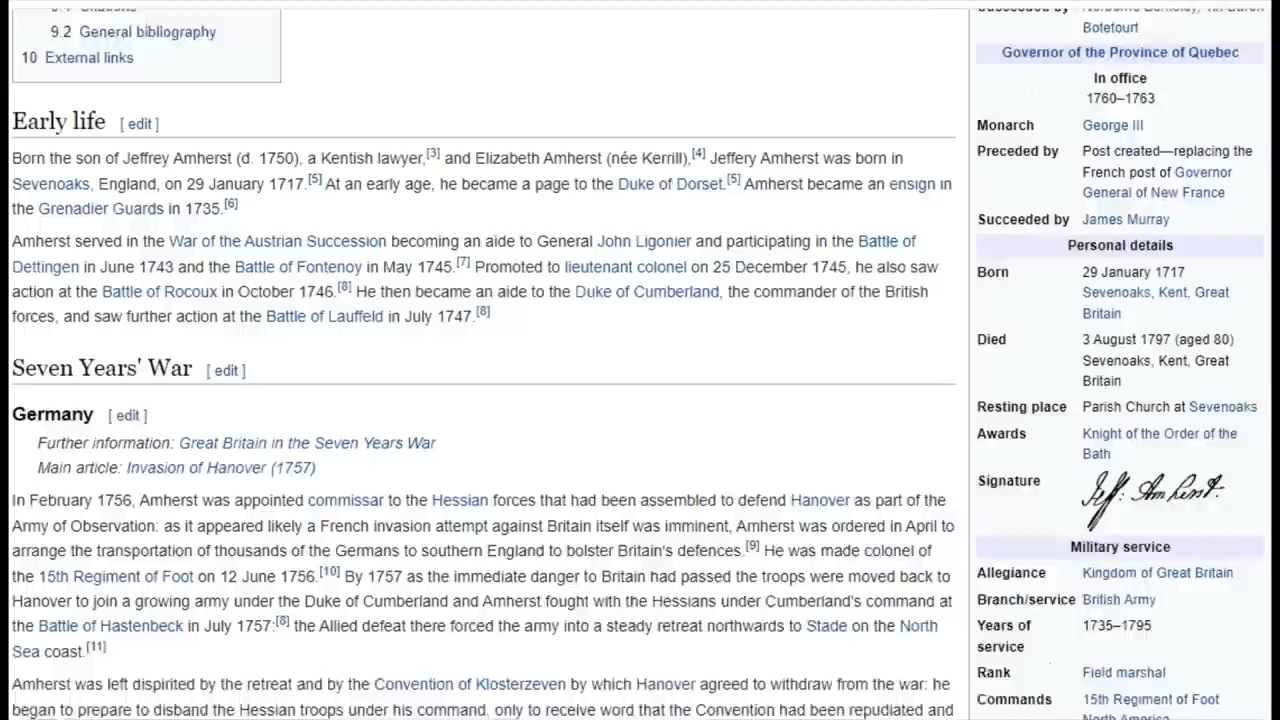 9.2 General bibliography
10 External links
Early life [ edit ]
Born the son of Jeffrey Amherst (d. 1750), a Kentish lawyer,[3] and Elizabeth Amherst (née Kerrill),[4] Jeffery Amherst was born in
Sevenoaks, England, on 29 January 1717.[5] At an early age, he became a page to the Duke of Dorset.[5] Amherst became an ensign in
the Grenadier Guards in 1735.[6]
Amherst served in the War of the Austrian Succession becoming an aide to General John Ligonier and participating in the Battle of
Dettingen in June 1743 and the Battle of Fontenoy in May 1745.[7] Promoted to lieutenant colonel on 25 December 1745, he also saw
action at the Battle of Rocoux in October 1746.[8] He then became an aide to the Duke of Cumberland, the commander of the British
forces, and saw further action at the Battle of Lauffeld in July 1747.[8]
Seven Years' War [ edit ]
Germany [ edit ]
Further information: Great Britain in the Seven Years War
Main article: Invasion of Hanover (1757)
In February 1756, Amherst was appointed commissar to the Hessian forces that had been assembled to defend Hanover as part of the
Army of Observation: as it appeared likely a French invasion attempt against Britain itself was imminent, Amherst was ordered in April to
arrange the transportation of thousands of the Germans to southern England to bolster Britain's defences.[9] He was made colonel of
the 15th Regiment of Foot on 12 June 1756.[10] By 1757 as the immediate danger to Britain had passed the troops were moved back to
Hanover to join a growing army under the Duke of Cumberland and Amherst fought with the Hessians under Cumberland's command at
the Battle of Hastenbeck in July 1757:[8] the Allied defeat there forced the army into a steady retreat northwards to Stade on the North
Sea coast.[11]
Amherst was left dispirited by the retreat and by the Convention of Klosterzeven by which Hanover agreed to withdraw from the war: he
began to prepare to disband the Hessian troops under his command, only to receive word that the Convention had been repudiated and
Botetourt
Governor of the Province of Quebec
In office
1760–1763
Monarch George III
Preceded by Post created—replacing the
French post of Governor
General of New France
Succeeded by James Murray
Personal details
Born 29 January 1717
Sevenoaks, Kent, Great
Britain
Died 3 August 1797 (aged 80)
Sevenoaks, Kent, Great
Britain
Resting place Parish Church at Sevenoaks
Awards Knight of the Order of the
Bath
Signature Jeff: Amherst.
Military service
Allegiance Kingdom of Great Britain
Branch/service British Army
Years of 1735–1795
service
Rank Field marshal
Commands 15th Regiment of Foot
North America